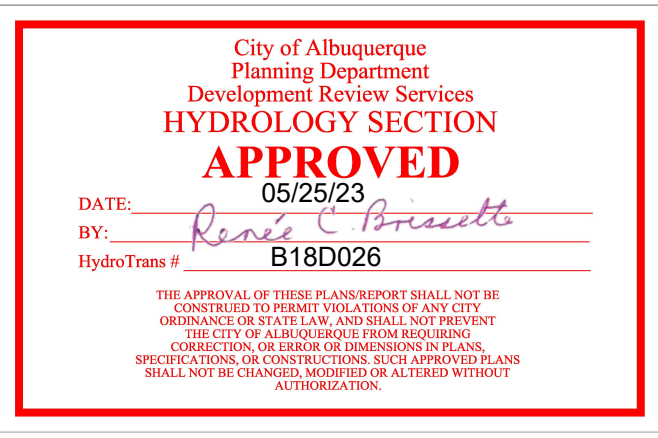 City of Albuquerque
Planning Department
Development Review Services
HYDROLOGY SECTION
APPROVED
DATE: 05/25/23
BY: Renée C. Brissette
HydroTrans # B18D026
THE APPROVAL OF THESE PLANS/REPORT SHALL NOT BE
CONSTRUED TO PERMIT VIOLATIONS OF ANY CITY
ORDINANCE OR STATE LAW, AND SHALL NOT PREVENT
THE CITY OF ALBUQUERQUE FROM REQUIRING
CORRECTION, OR ERROR OR DIMENSIONS IN PLANS,
SPECIFICATIONS, OR CONSTRUCTIONS. SUCH APPROVED PLANS
SHALL NOT BE CHANGED, MODIFIED OR ALTERED WITHOUT
AUTHORIZATION.